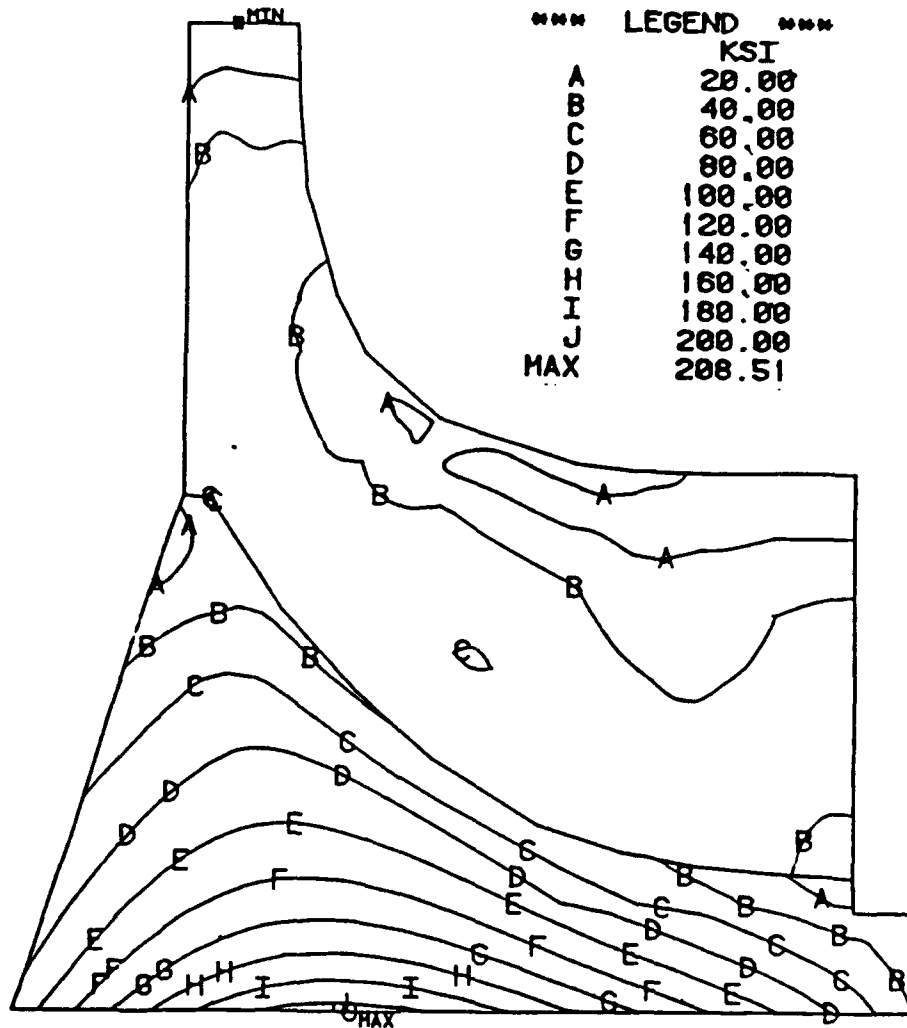 MIN
*** LEGEND ***
KSI
A 20.00
B 40.00
C 60.00
D 80.00
E 100.00
F 120.00
G 140.00
H 160.00
I 180.00
J 200.00
MAX 208.51
A
B
B
A
C
B
A
A
A
A
B
B
B
B
C
C
C
D
D
D
E
E
B
C
B
A
F
D
E
C
B
B
E
F
G
G
H
H
I
I
G
H
F
E
D
C
B
F
J
G
F
E
D
MAX